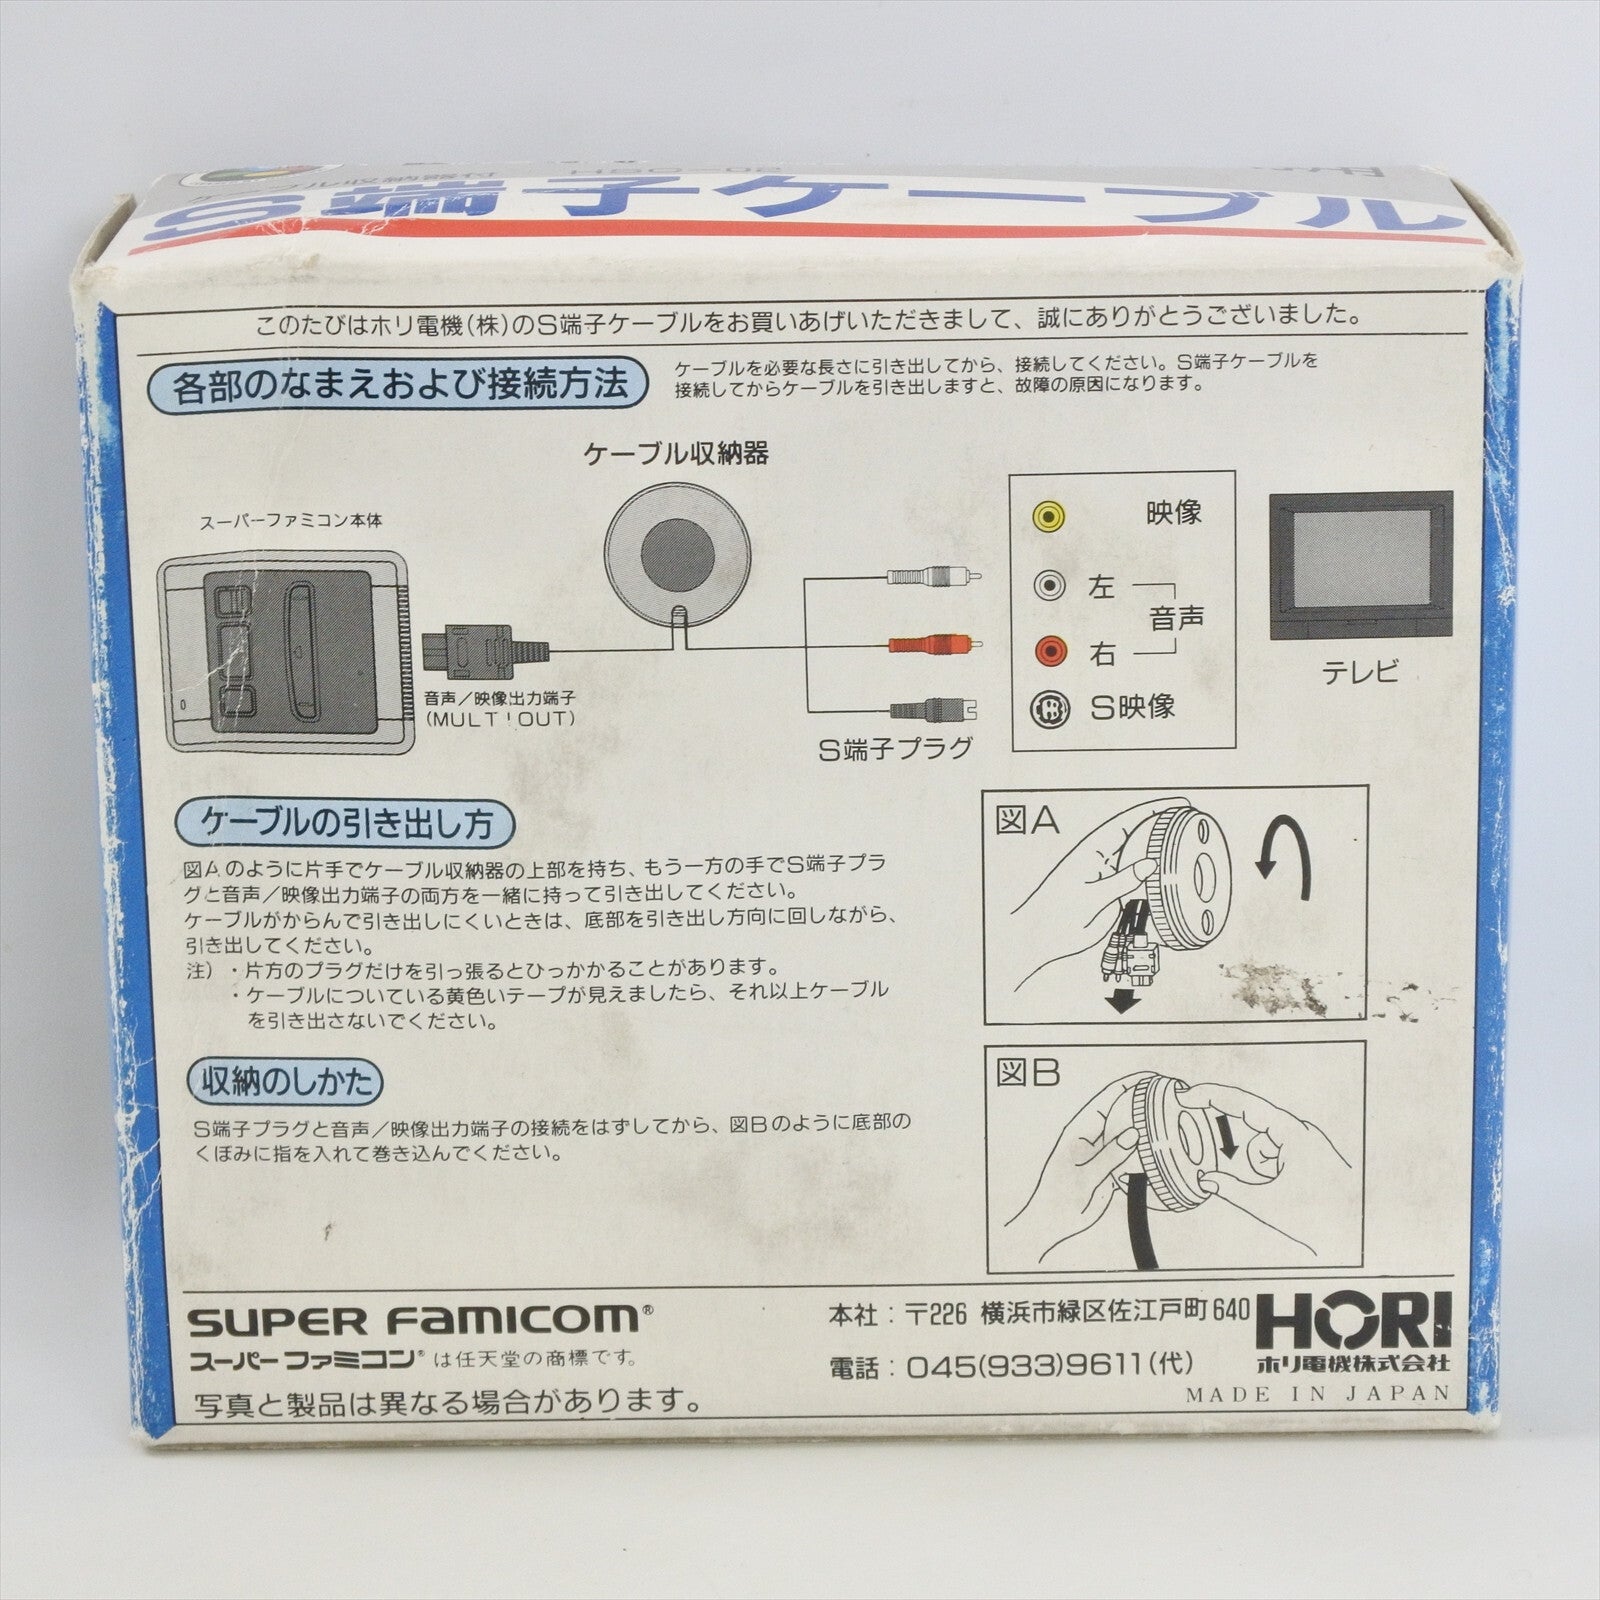 ケーブル収納器付 HSC-02 用
S端子ケーブル
このたびはホリ電機(株)のS端子ケーブルをお買いあげいただきまして、誠にありがとうございました。
各部のなまえおよび接続方法
ケーブルを必要な長さに引き出してから、接続してください。S端子ケーブルを
接続してからケーブルを引き出しますと、故障の原因になります。
ケーブル収納器
スーパーファミコン本体
音声/映像出力端子
(MULTI OUT)
S端子プラグ
映像
左
音声
右
S映像
テレビ
ケーブルの引き出し方
図Aのように片手でケーブル収納器の上部を持ち、もう一方の手でS端子プラ
グと音声/映像出力端子の両方を一緒に持って引き出してください。
ケーブルがからんで引き出しにくいときは、底部を引き出し方向に回しながら、
引き出してください。
注)・片方のプラグだけを引っ張るとひっかかることがあります。
・ケーブルについている黄色いテープが見えましたら、それ以上ケーブル
を引き出さないでください。
図A
収納のしかた
S端子プラグと音声/映像出力端子の接続をはずしてから、図Bのように底部の
くぼみに指を入れて巻き込んでください。
図B
SUPER FAMICOM®
スーパーファミコン®は任天堂の商標です。
写真と製品は異なる場合があります。
本社:〒226 横浜市緑区佐江戸町640
電話:045(933)9611(代)
HORI
ホリ電機株式会社
MADE IN JAPAN